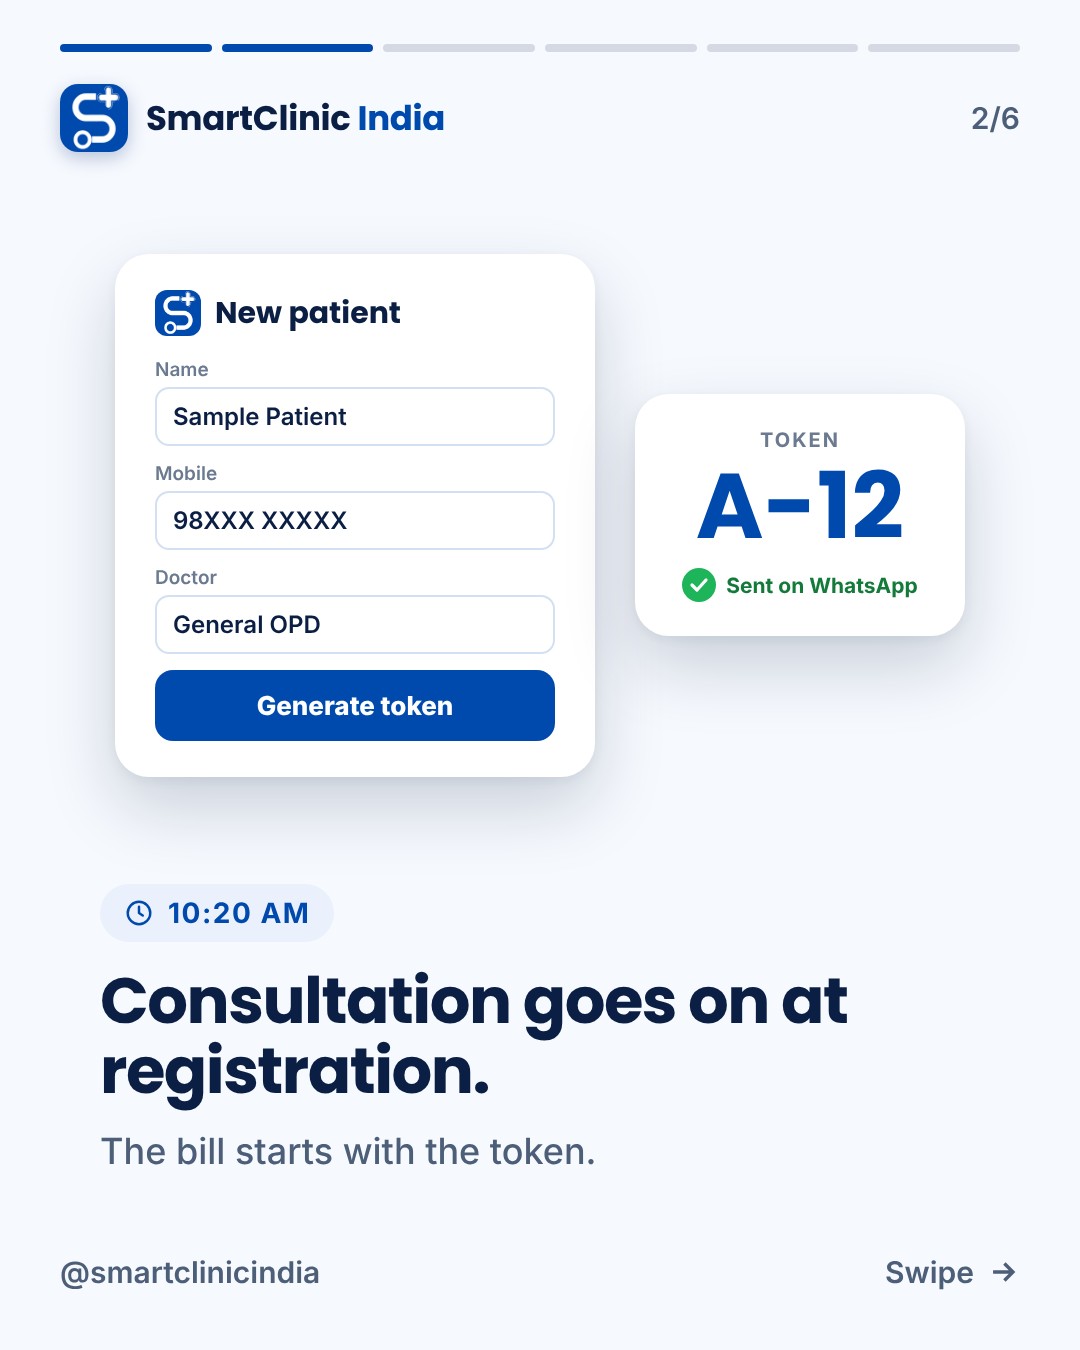 SmartClinic India
2/6
New patient
Name
Sample Patient
Mobile
98XXX XXXXX
Doctor
General OPD
Generate token
TOKEN
A-12
Sent on WhatsApp
10:20 AM
Consultation goes on at
registration.
The bill starts with the token.
@smartclinicindia
Swipe →